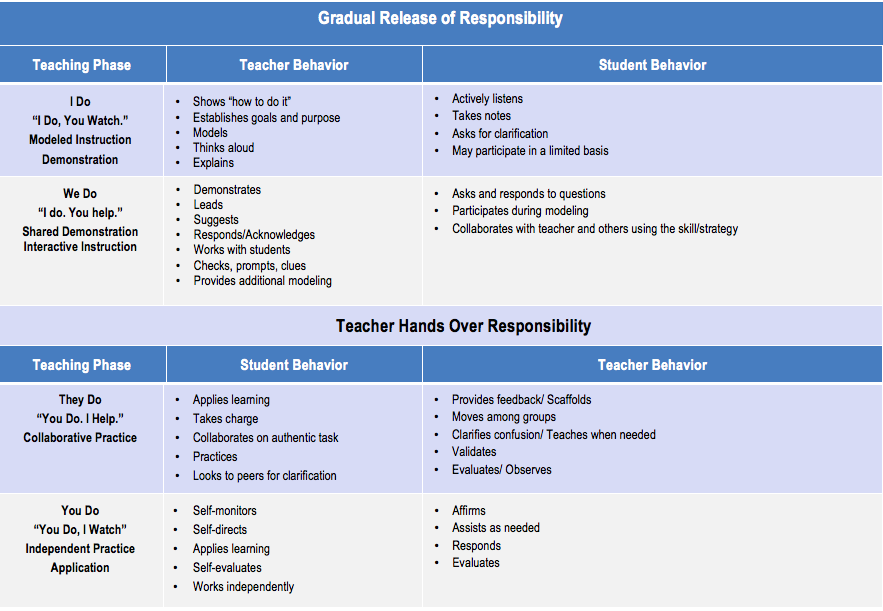 Gradual Release of Responsibility
Teaching Phase
Teacher Behavior
Student Behavior
I Do
“I Do, You Watch.”
Modeled Instruction
Demonstration
• Shows “how to do it”
• Establishes goals and purpose
• Models
• Thinks aloud
• Explains
• Actively listens
• Takes notes
• Asks for clarification
• May participate in a limited basis
We Do
“I do. You help.”
Shared Demonstration
Interactive Instruction
• Demonstrates
• Leads
• Suggests
• Responds/Acknowledges
• Works with students
• Checks, prompts, clues
• Provides additional modeling
• Asks and responds to questions
• Participates during modeling
• Collaborates with teacher and others using the skill/strategy
Teacher Hands Over Responsibility
Teaching Phase
Student Behavior
Teacher Behavior
They Do
“You Do. I Help.”
Collaborative Practice
• Applies learning
• Takes charge
• Collaborates on authentic task
• Practices
• Looks to peers for clarification
• Provides feedback/ Scaffolds
• Moves among groups
• Clarifies confusion/ Teaches when needed
• Validates
• Evaluates/ Observes
You Do
“You Do, I Watch”
Independent Practice
Application
• Self-monitors
• Self-directs
• Applies learning
• Self-evaluates
• Works independently
• Affirms
• Assists as needed
• Responds
• Evaluates